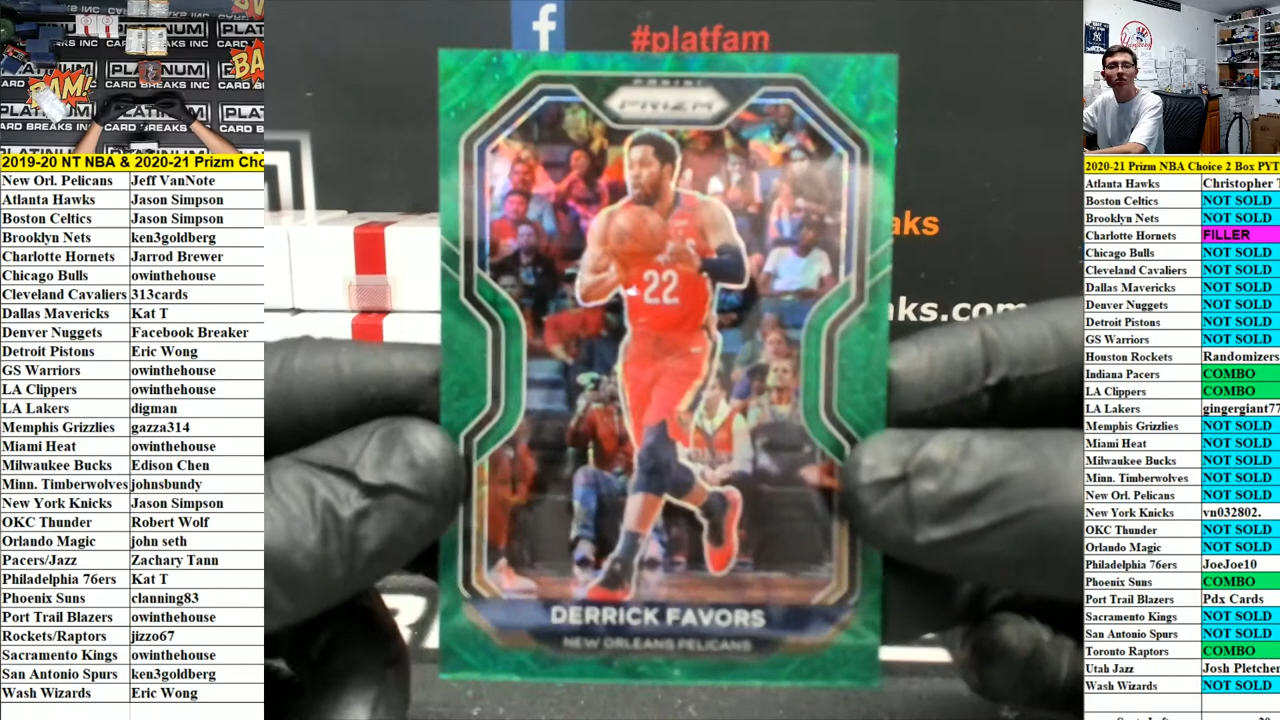 #platfam
PLATINUM
CARD BREAKS INC
BAM!
aks
ks.com
PANINI
PRIZM
22
DERRICK FAVORS
NEW ORLEANS PELICANS
2019-20 NT NBA & 2020-21 Prizm Cho
New Orl. Pelicans Jeff VanNote
Atlanta Hawks Jason Simpson
Boston Celtics Jason Simpson
Brooklyn Nets ken3goldberg
Charlotte Hornets Jarrod Brewer
Chicago Bulls owinthehouse
Cleveland Cavaliers 313cards
Dallas Mavericks Kat T
Denver Nuggets Facebook Breaker
Detroit Pistons Eric Wong
GS Warriors owinthehouse
LA Clippers owinthehouse
LA Lakers digman
Memphis Grizzlies gazza314
Miami Heat owinthehouse
Milwaukee Bucks Edison Chen
Minn. Timberwolves johnsbundy
New York Knicks Jason Simpson
OKC Thunder Robert Wolf
Orlando Magic john seth
Pacers/Jazz Zachary Tann
Philadelphia 76ers Kat T
Phoenix Suns clanning83
Port Trail Blazers owinthehouse
Rockets/Raptors jizzo67
Sacramento Kings owinthehouse
San Antonio Spurs ken3goldberg
Wash Wizards Eric Wong
2020-21 Prizm NBA Choice 2 Box PYT
Atlanta Hawks Christopher T
Boston Celtics NOT SOLD
Brooklyn Nets NOT SOLD
Charlotte Hornets FILLER
Chicago Bulls NOT SOLD
Cleveland Cavaliers NOT SOLD
Dallas Mavericks NOT SOLD
Denver Nuggets NOT SOLD
Detroit Pistons NOT SOLD
GS Warriors NOT SOLD
Houston Rockets Randomizers
Indiana Pacers COMBO
LA Clippers COMBO
LA Lakers gingergiant77
Memphis Grizzlies NOT SOLD
Miami Heat NOT SOLD
Milwaukee Bucks NOT SOLD
Minn. Timberwolves NOT SOLD
New Orl. Pelicans NOT SOLD
New York Knicks vn032802.
OKC Thunder NOT SOLD
Orlando Magic NOT SOLD
Philadelphia 76ers JoeJoe10
Phoenix Suns COMBO
Port Trail Blazers Pdx Cards
Sacramento Kings NOT SOLD
San Antonio Spurs NOT SOLD
Toronto Raptors COMBO
Utah Jazz Josh Pletcher
Wash Wizards NOT SOLD